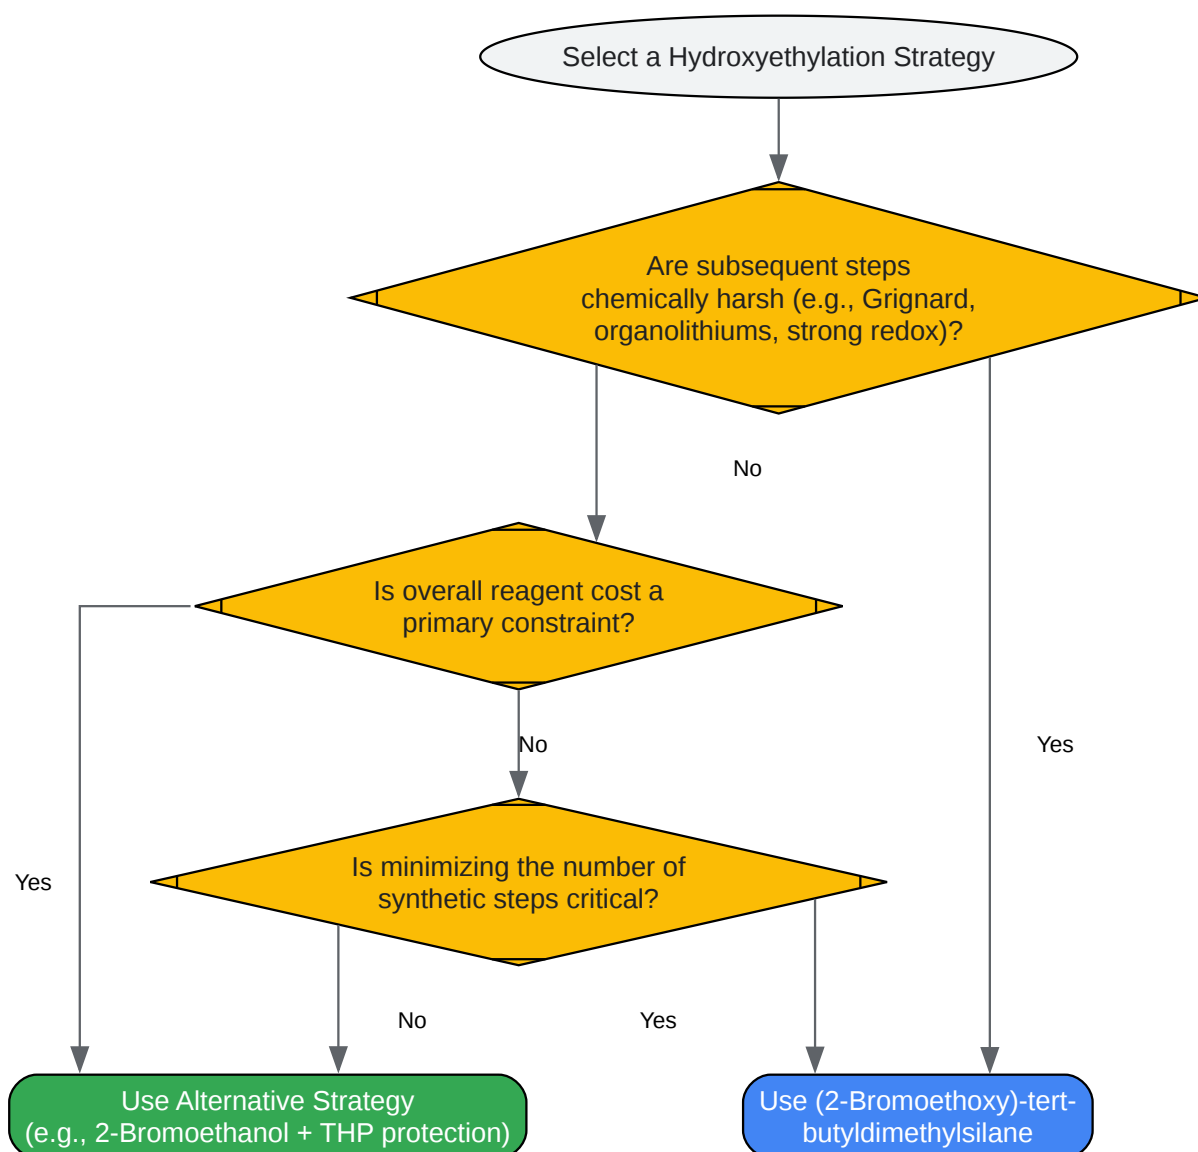 Select a Hydroxyethylation Strategy
Are subsequent steps
chemically harsh (e.g., Grignard,
organolithiums, strong redox)?
No
Is overall reagent cost a
primary constraint?
No
Yes
Is minimizing the number of
synthetic steps critical?
Yes
No
Yes
Use Alternative Strategy
(e.g., 2-Bromoethanol + THP protection)
Use (2-Bromoethoxy)-tert-
butyldimethylsilane